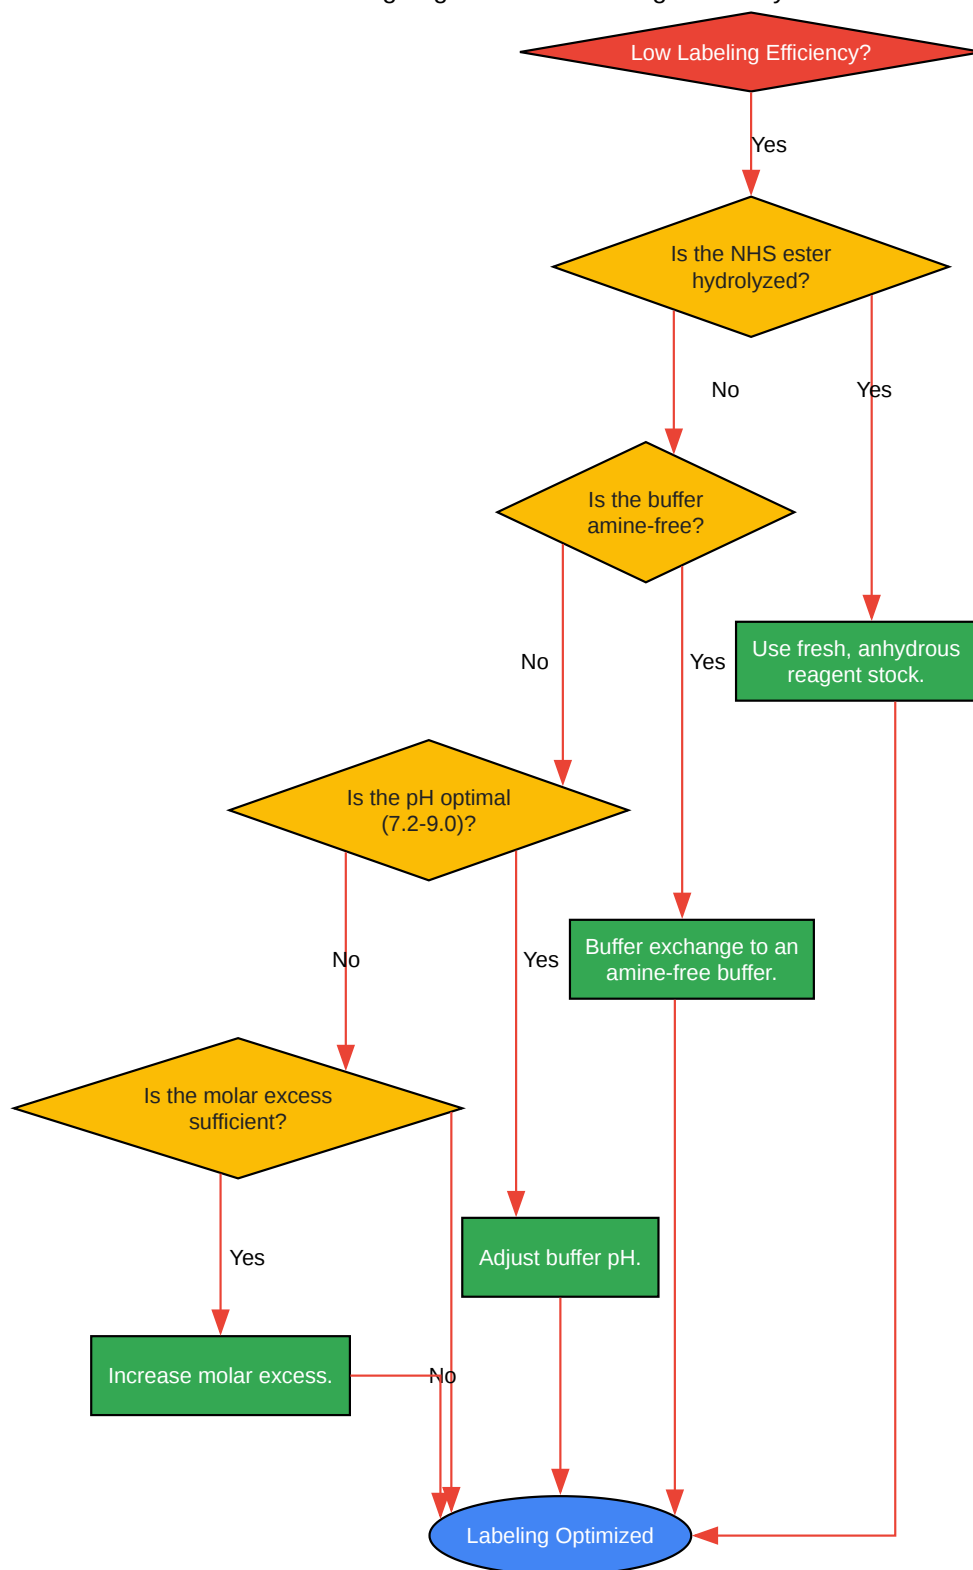 Low Labeling Efficiency?
Yes
Is the NHS ester
hydrolyzed?
No
Yes
Is the buffer
amine-free?
No
Yes
Use fresh, anhydrous
reagent stock.
Is the pH optimal
(7.2-9.0)?
No
Yes
Buffer exchange to an
amine-free buffer.
Is the molar excess
sufficient?
Yes
Adjust buffer pH.
Increase molar excess.
No
Labeling Optimized